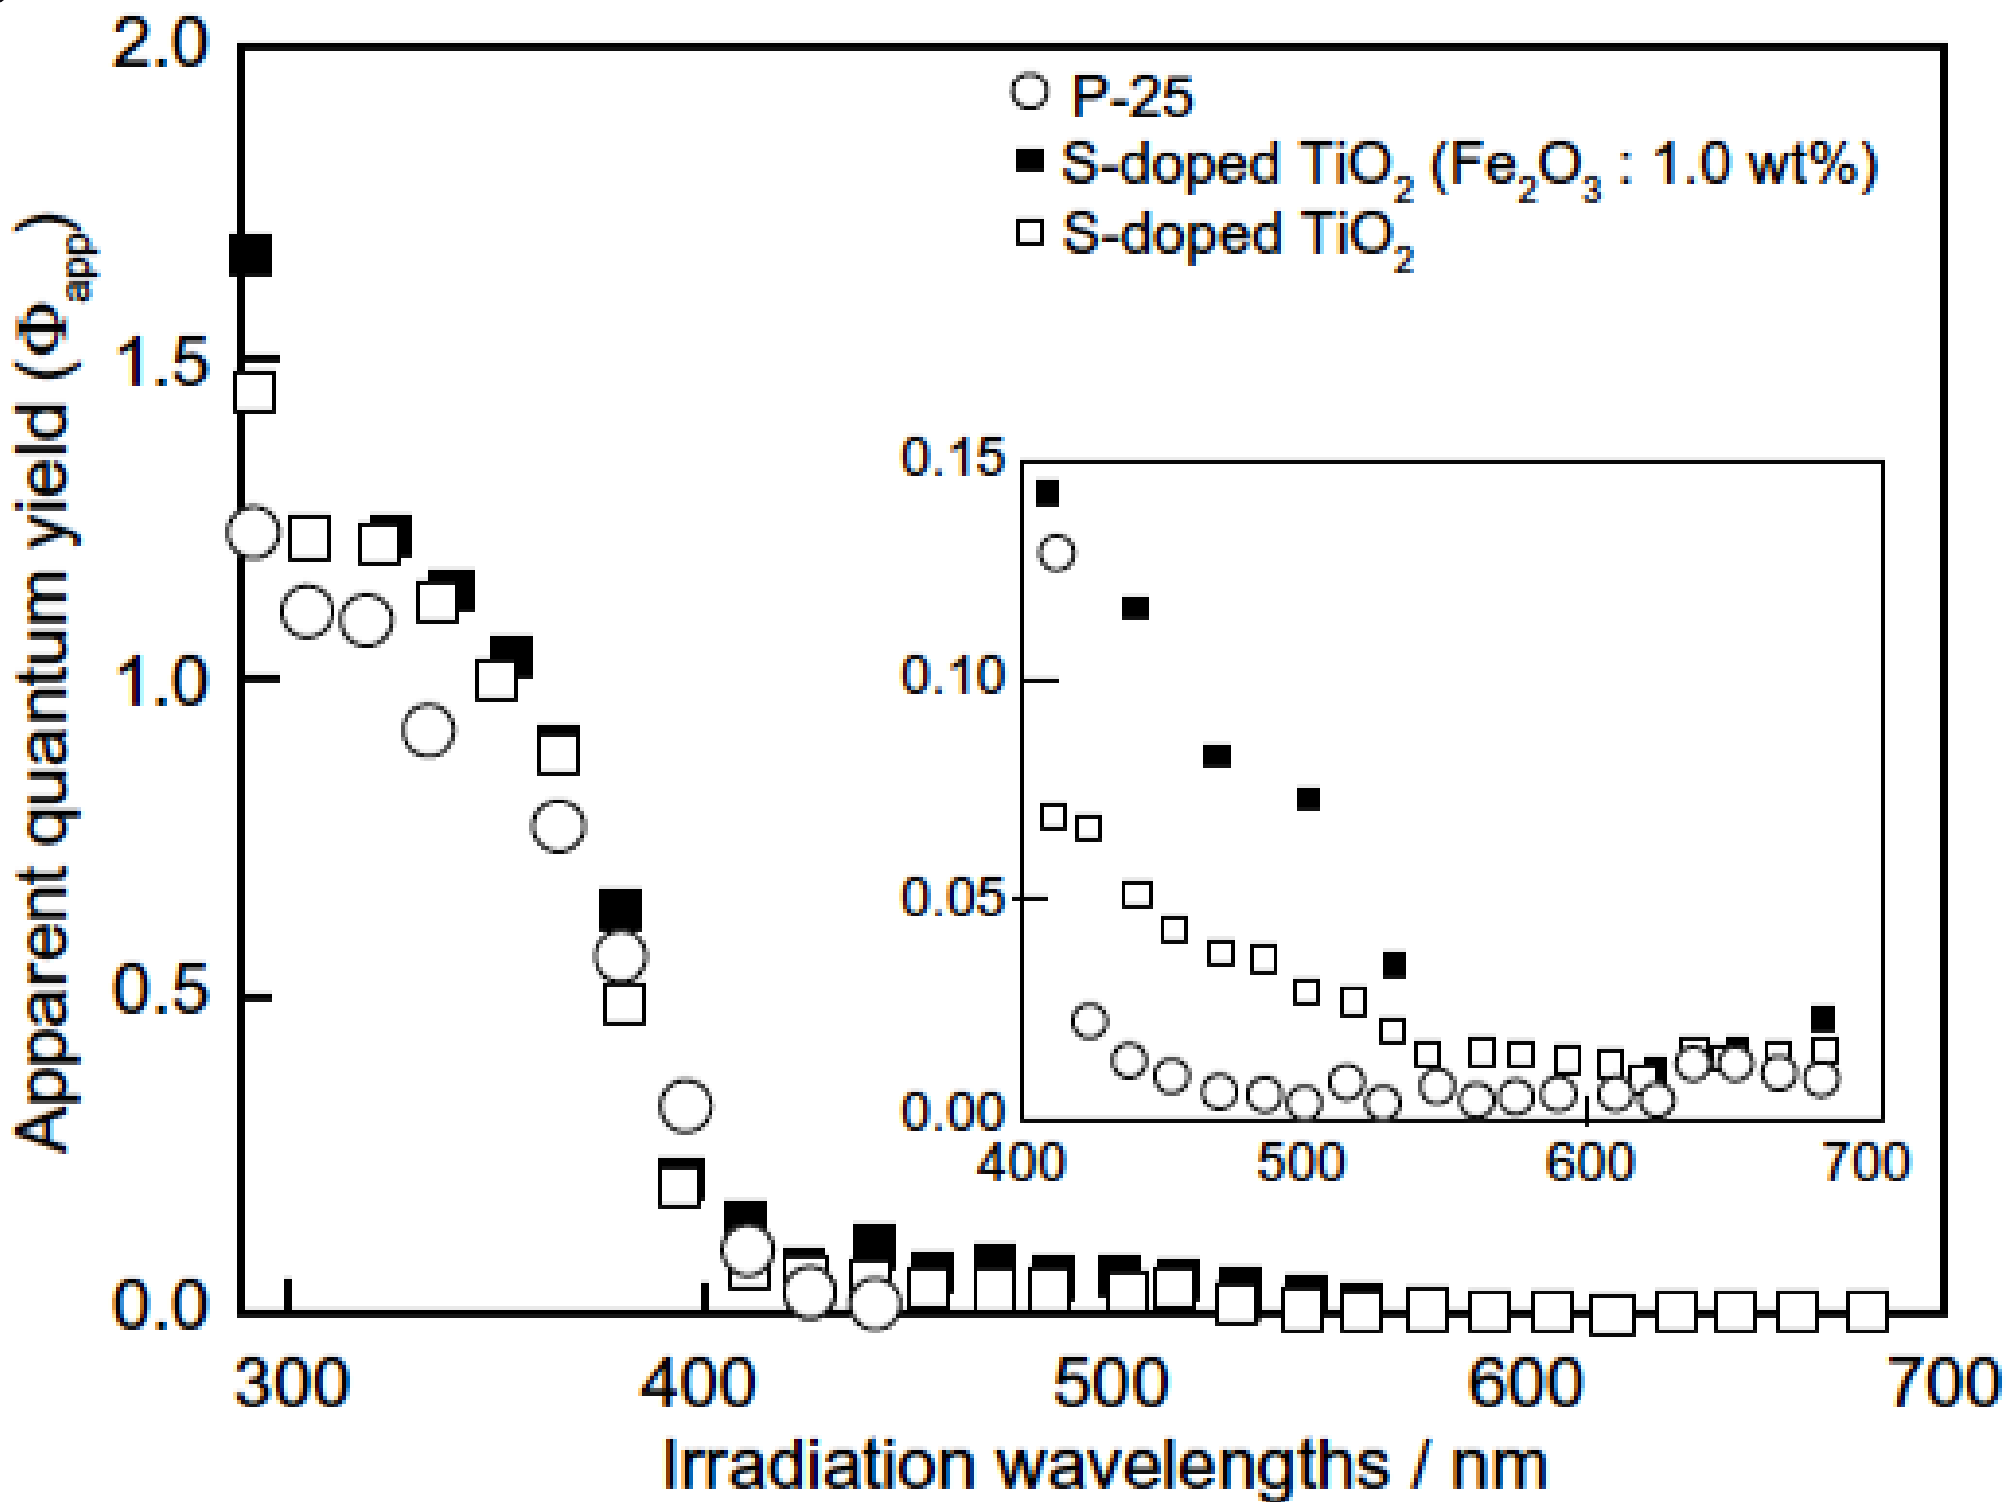 2.0
1.5
1.0
0.5
0.0
Apparent quantum yield (Φapp)
P-25
S-doped TiO2 (Fe2O3 : 1.0 wt%)
S-doped TiO2
0.15
0.10
0.05
0.00
400 500 600 700
300 400 500 600 700
Irradiation wavelengths / nm